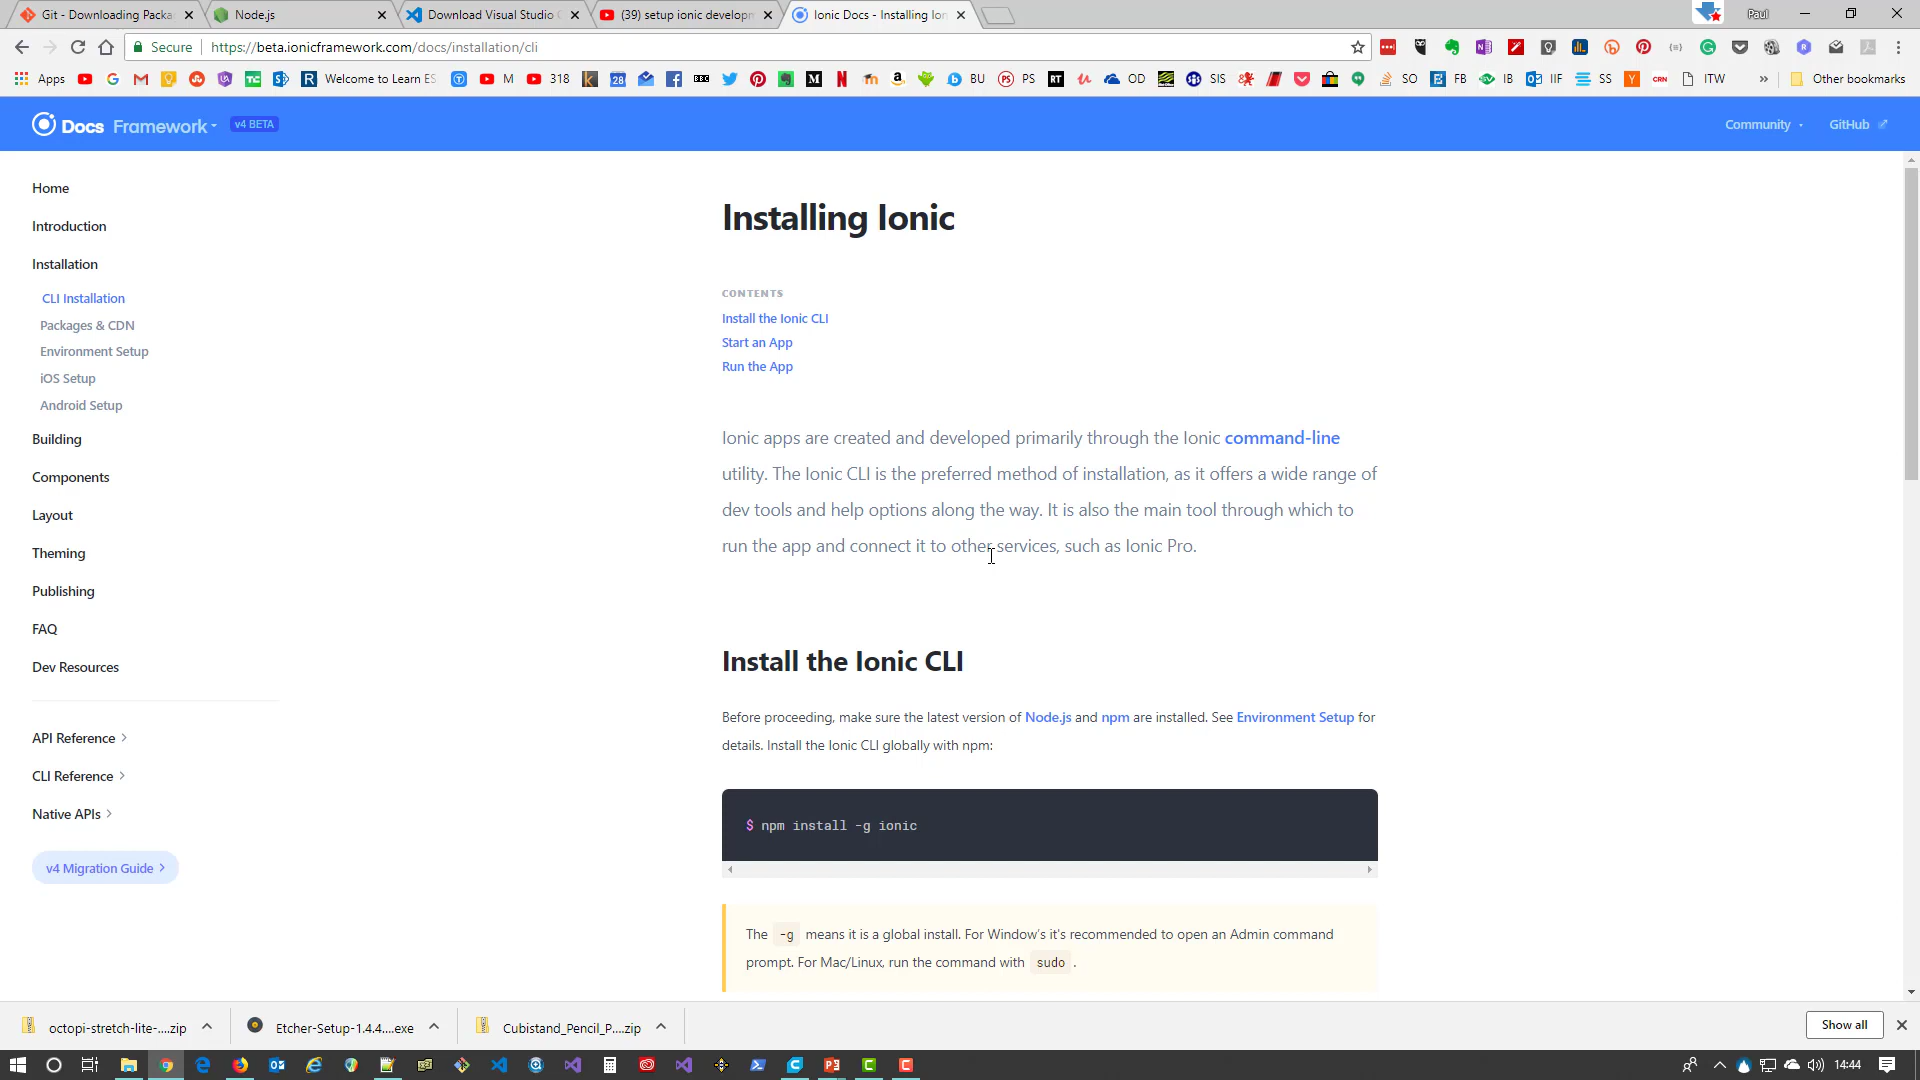 Git - Downloading Packa
Node.js
Download Visual Studio C
(39) setup ionic developm
Ionic Docs - Installing Ion
Paul
Secure
https://beta.ionicframework.com/docs/installation/cli
Apps
Welcome to Learn ES
M
318
BU
PS
OD
SIS
SO
FB
IB
IIF
SS
ITW
»
Other bookmarks
Docs Framework
v4 BETA
Community
GitHub
Home
Introduction
Installation
CLI Installation
Packages & CDN
Environment Setup
iOS Setup
Android Setup
Building
Components
Layout
Theming
Publishing
FAQ
Dev Resources
API Reference >
CLI Reference >
Native APIs >
v4 Migration Guide >
Installing Ionic
CONTENTS
Install the Ionic CLI
Start an App
Run the App
Ionic apps are created and developed primarily through the Ionic command-line
utility. The Ionic CLI is the preferred method of installation, as it offers a wide range of
dev tools and help options along the way. It is also the main tool through which to
run the app and connect it to other services, such as Ionic Pro.
Install the Ionic CLI
Before proceeding, make sure the latest version of Node.js and npm are installed. See Environment Setup for
details. Install the Ionic CLI globally with npm:
$ npm install -g ionic
The -g means it is a global install. For Window's it's recommended to open an Admin command
prompt. For Mac/Linux, run the command with sudo .
octopi-stretch-lite-....zip
Etcher-Setup-1.4.4....exe
Cubistand_Pencil_P....zip
Show all
14:44